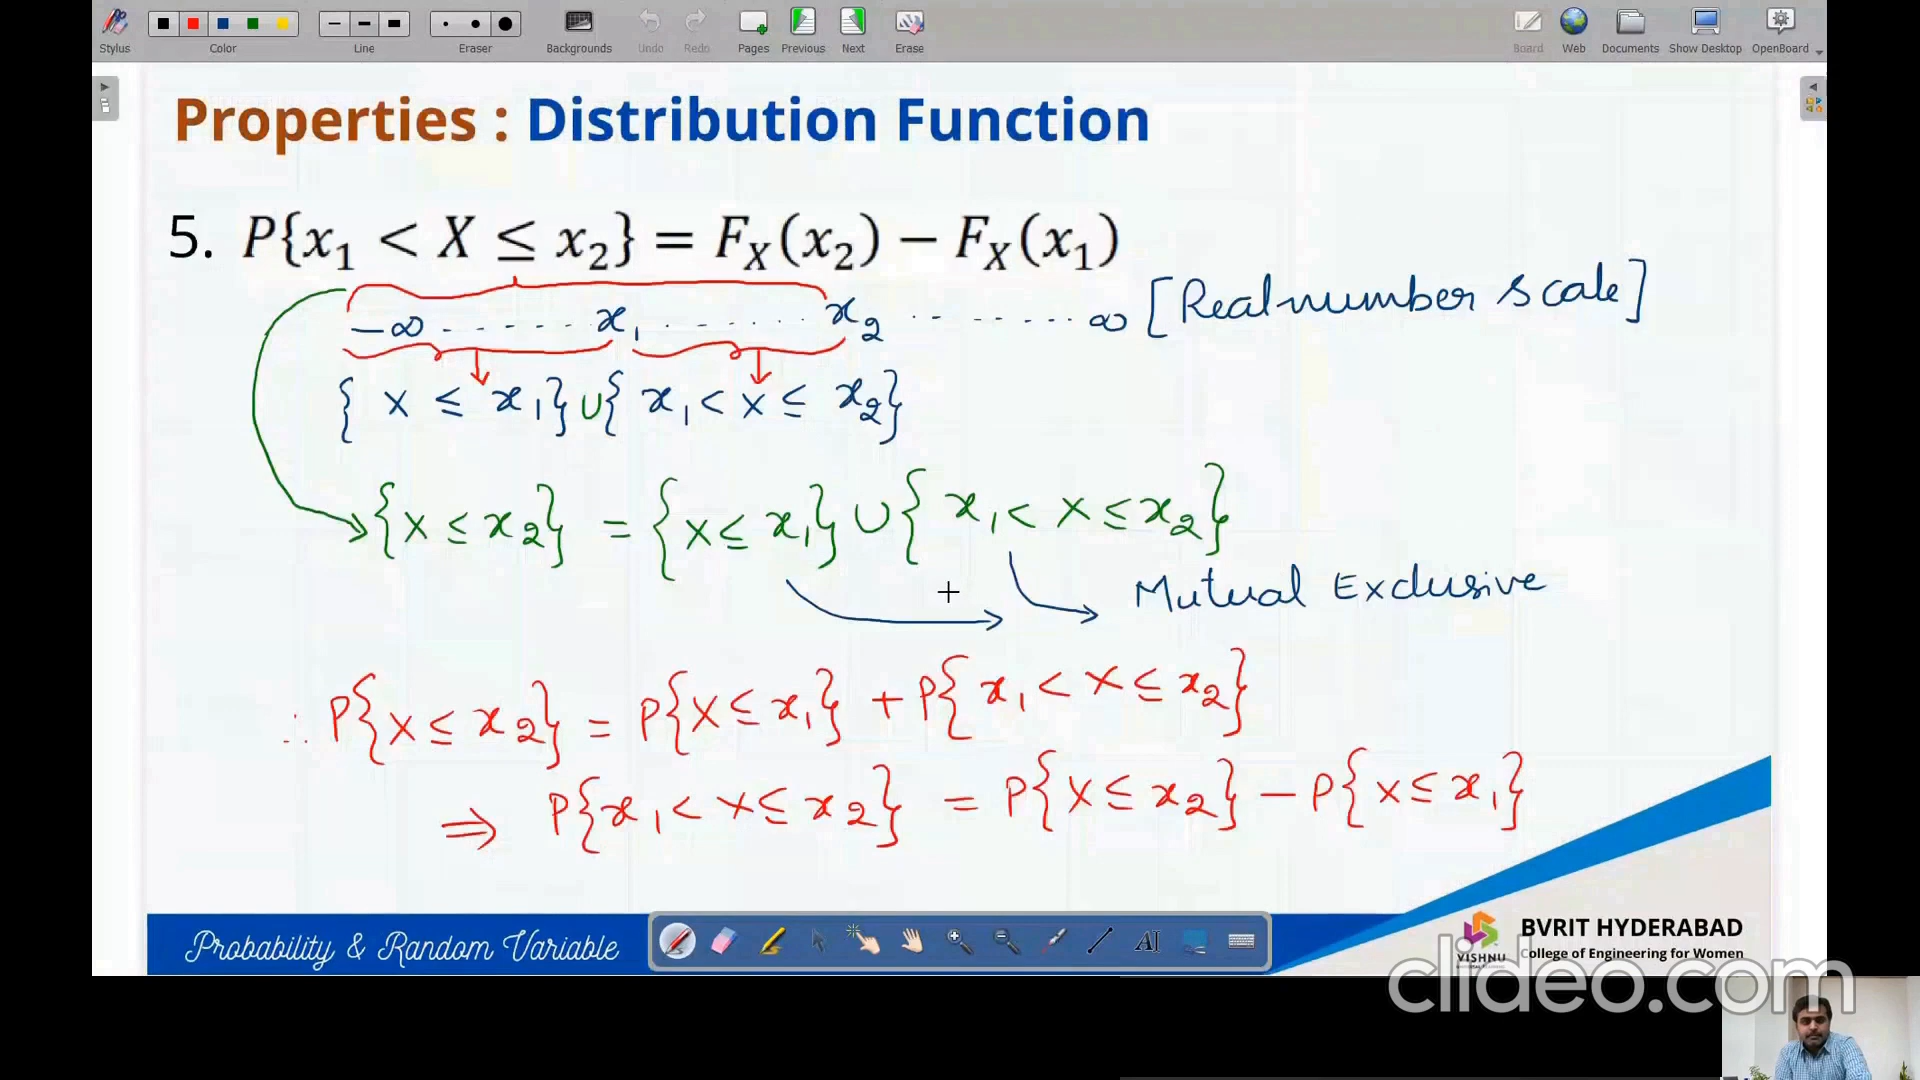 Stylus Color Line Eraser Backgrounds Undo Redo Pages Previous Next Erase Board Web Documents Show Desktop OpenBoard
Properties : Distribution Function
5. P{x₁ < X ≤ x₂} = F_X(x₂) − F_X(x₁)
−∞ ....... x₁ ........ x₂ .......... ∞ [Real number scale]
{ X ≤ x₁} ∪ { x₁ < X ≤ x₂}
{X ≤ x₂} = {X ≤ x₁} ∪ { x₁ < X ≤ x₂}
Mutual Exclusive
∴ P{X ≤ x₂} = P{X ≤ x₁} + P{ x₁ < X ≤ x₂}
⇒ P{x₁ < X ≤ x₂} = P{X ≤ x₂} − P{X ≤ x₁}
Probability & Random Variable
VISHNU
BVRIT HYDERABAD
College of Engineering for Women
clideo.com